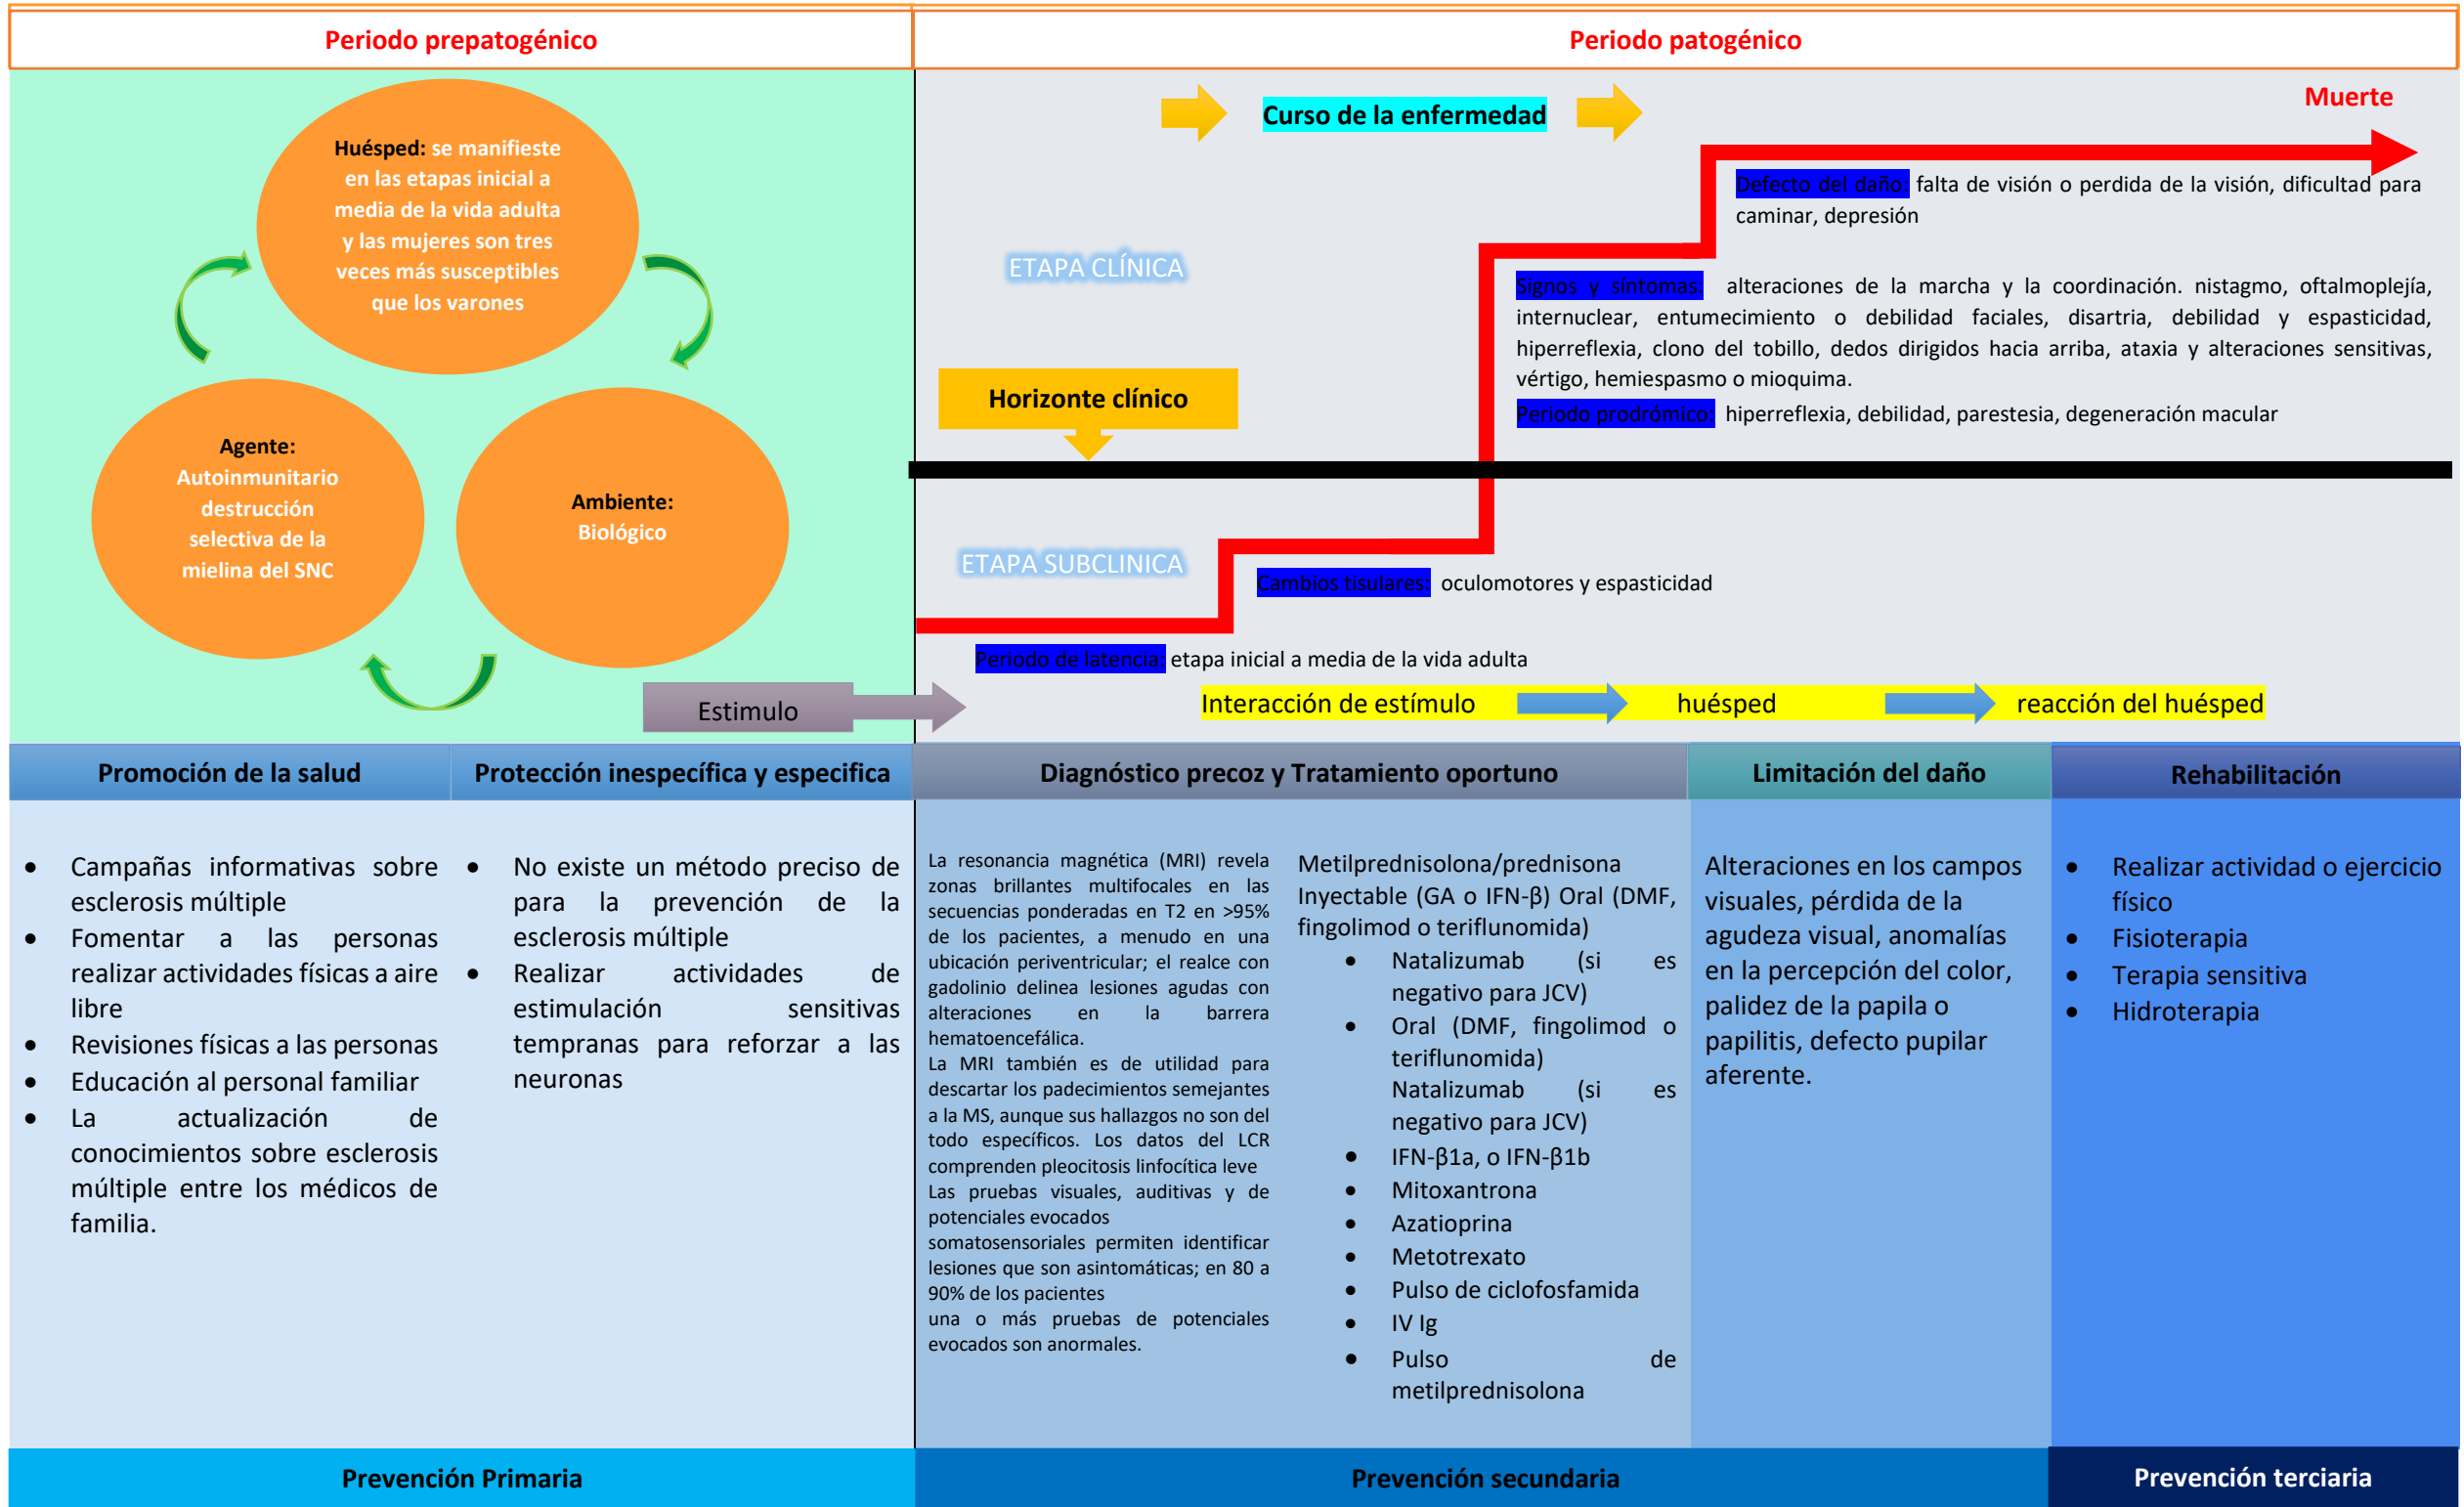 Periodo prepatogénico
Periodo patogénico
Huésped: se manifieste
en las etapas inicial a
media de la vida adulta
y las mujeres son tres
veces más susceptibles
que los varones
Agente:
Autoinmunitario
destrucción
selectiva de la
mielina del SNC
Ambiente:
Biológico
Estimulo
Curso de la enfermedad
Muerte
Defecto del daño: falta de visión o perdida de la visión, dificultad para
caminar, depresión
ETAPA CLÍNICA
Signos y síntomas: alteraciones de la marcha y la coordinación. nistagmo, oftalmoplejía,
internuclear, entumecimiento o debilidad faciales, disartria, debilidad y espasticidad,
hiperreflexia, clono del tobillo, dedos dirigidos hacia arriba, ataxia y alteraciones sensitivas,
vértigo, hemiespasmo o mioquima.
Periodo prodrómico: hiperreflexia, debilidad, parestesia, degeneración macular
Horizonte clínico
ETAPA SUBCLINICA
Cambios tisulares: oculomotores y espasticidad
Periodo de latencia: etapa inicial a media de la vida adulta
Interacción de estímulo huésped reacción del huésped
Promoción de la salud
Protección inespecífica y especifica
Diagnóstico precoz y Tratamiento oportuno
Limitación del daño
Rehabilitación
• Campañas informativas sobre
esclerosis múltiple
• Fomentar a las personas
realizar actividades físicas a aire
libre
• Revisiones físicas a las personas
• Educación al personal familiar
• La actualización de
conocimientos sobre esclerosis
múltiple entre los médicos de
familia.
• No existe un método preciso de
para la prevención de la
esclerosis múltiple
• Realizar actividades de
estimulación sensitivas
tempranas para reforzar a las
neuronas
La resonancia magnética (MRI) revela
zonas brillantes multifocales en las
secuencias ponderadas en T2 en >95%
de los pacientes, a menudo en una
ubicación periventricular; el realce con
gadolinio delinea lesiones agudas con
alteraciones en la barrera
hematoencefálica.
La MRI también es de utilidad para
descartar los padecimientos semejantes
a la MS, aunque sus hallazgos no son del
todo específicos. Los datos del LCR
comprenden pleocitosis linfocítica leve
Las pruebas visuales, auditivas y de
potenciales evocados
somatosensoriales permiten identificar
lesiones que son asintomáticas; en 80 a
90% de los pacientes
una o más pruebas de potenciales
evocados son anormales.
Metilprednisolona/prednisona
Inyectable (GA o IFN-β) Oral (DMF,
fingolimod o teriflunomida)
• Natalizumab (si es
negativo para JCV)
• Oral (DMF, fingolimod o
teriflunomida)
Natalizumab (si es
negativo para JCV)
• IFN-β1a, o IFN-β1b
• Mitoxantrona
• Azatioprina
• Metotrexato
• Pulso de ciclofosfamida
• IV Ig
• Pulso de
metilprednisolona
Alteraciones en los campos
visuales, pérdida de la
agudeza visual, anomalías
en la percepción del color,
palidez de la papila o
papilitis, defecto pupilar
aferente.
• Realizar actividad o ejercicio
físico
• Fisioterapia
• Terapia sensitiva
• Hidroterapia
Prevención Primaria
Prevención secundaria
Prevención terciaria